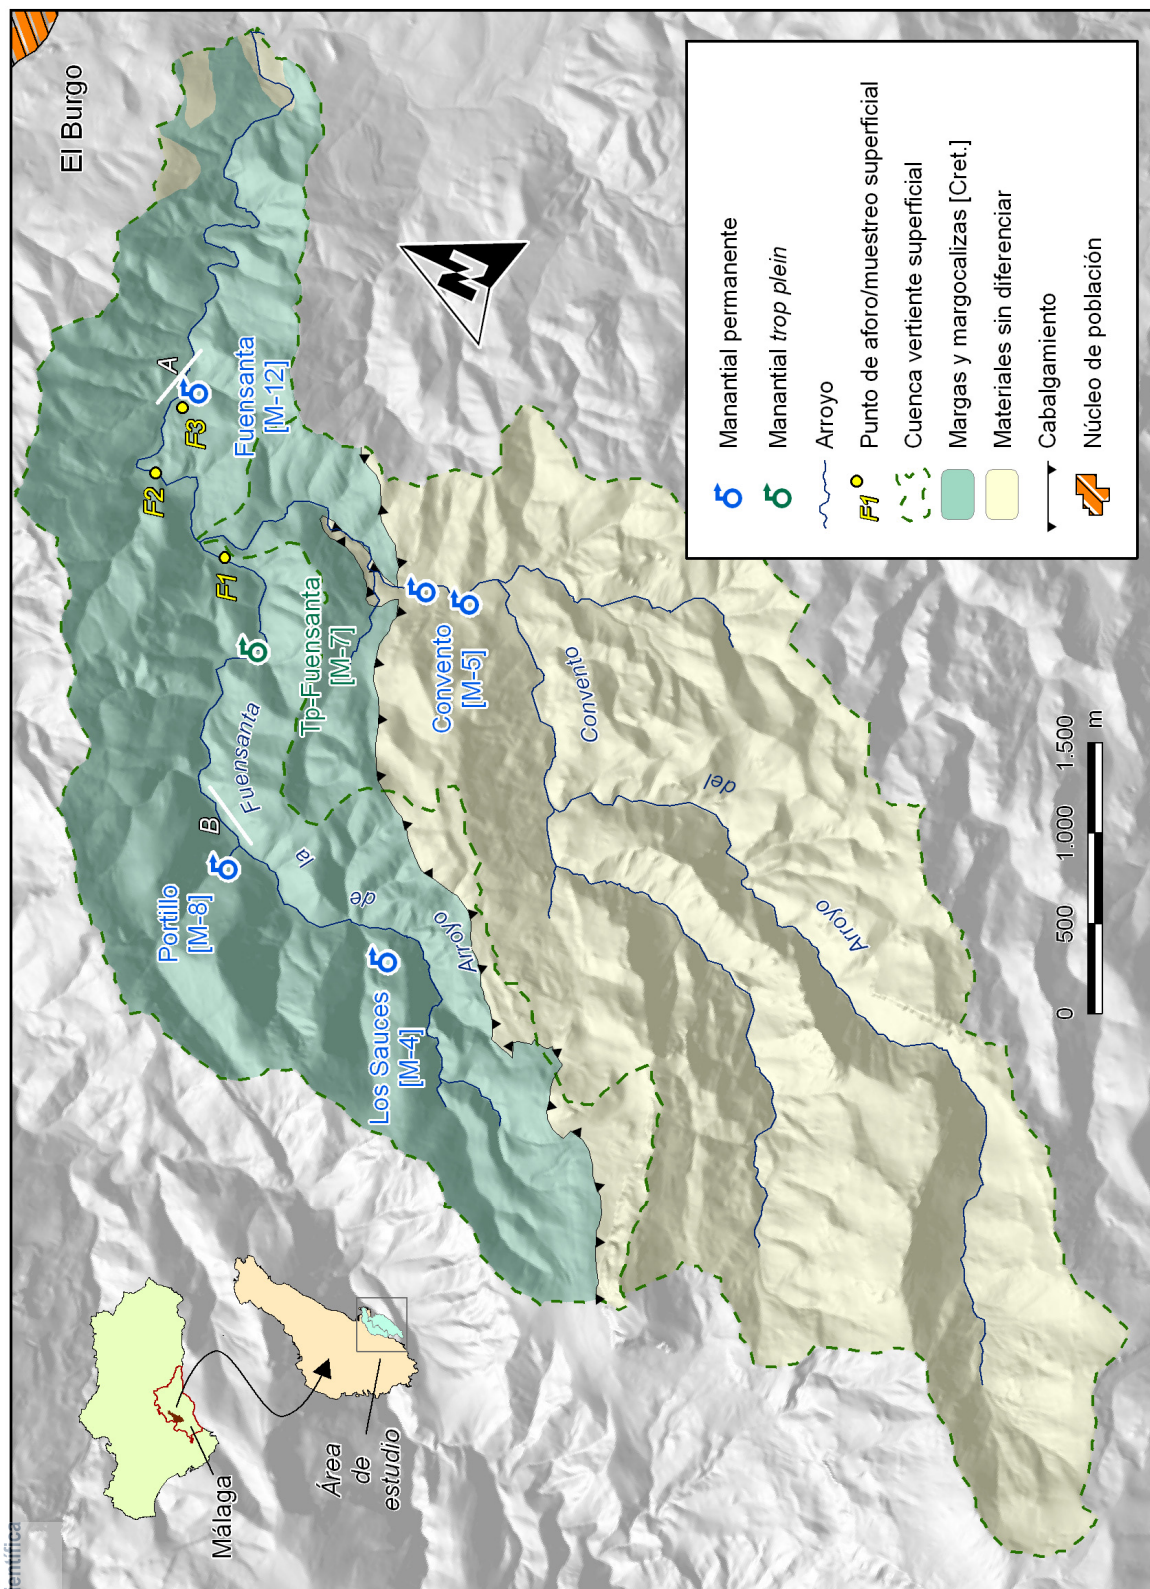 entífica
Málaga
Área
de
estudio
El Burgo
Portillo
[M-8]
Los Sauces
[M-4]
B
Fuensanta
la
de
Arroyo
Tp-Fuensanta
[M-7]
F1
F2
F3
A
Fuensanta
[M-12]
Convento
[M-5]
Convento
del
Arroyo
N
0
500
1.000
1.500
m
Manantial permanente
Manantial trop plein
Arroyo
F1
Punto de aforo/muestreo superficial
Cuenca vertiente superficial
Margas y margocalizas [Cret.]
Materiales sin diferenciar
Cabalgamiento
Núcleo de población